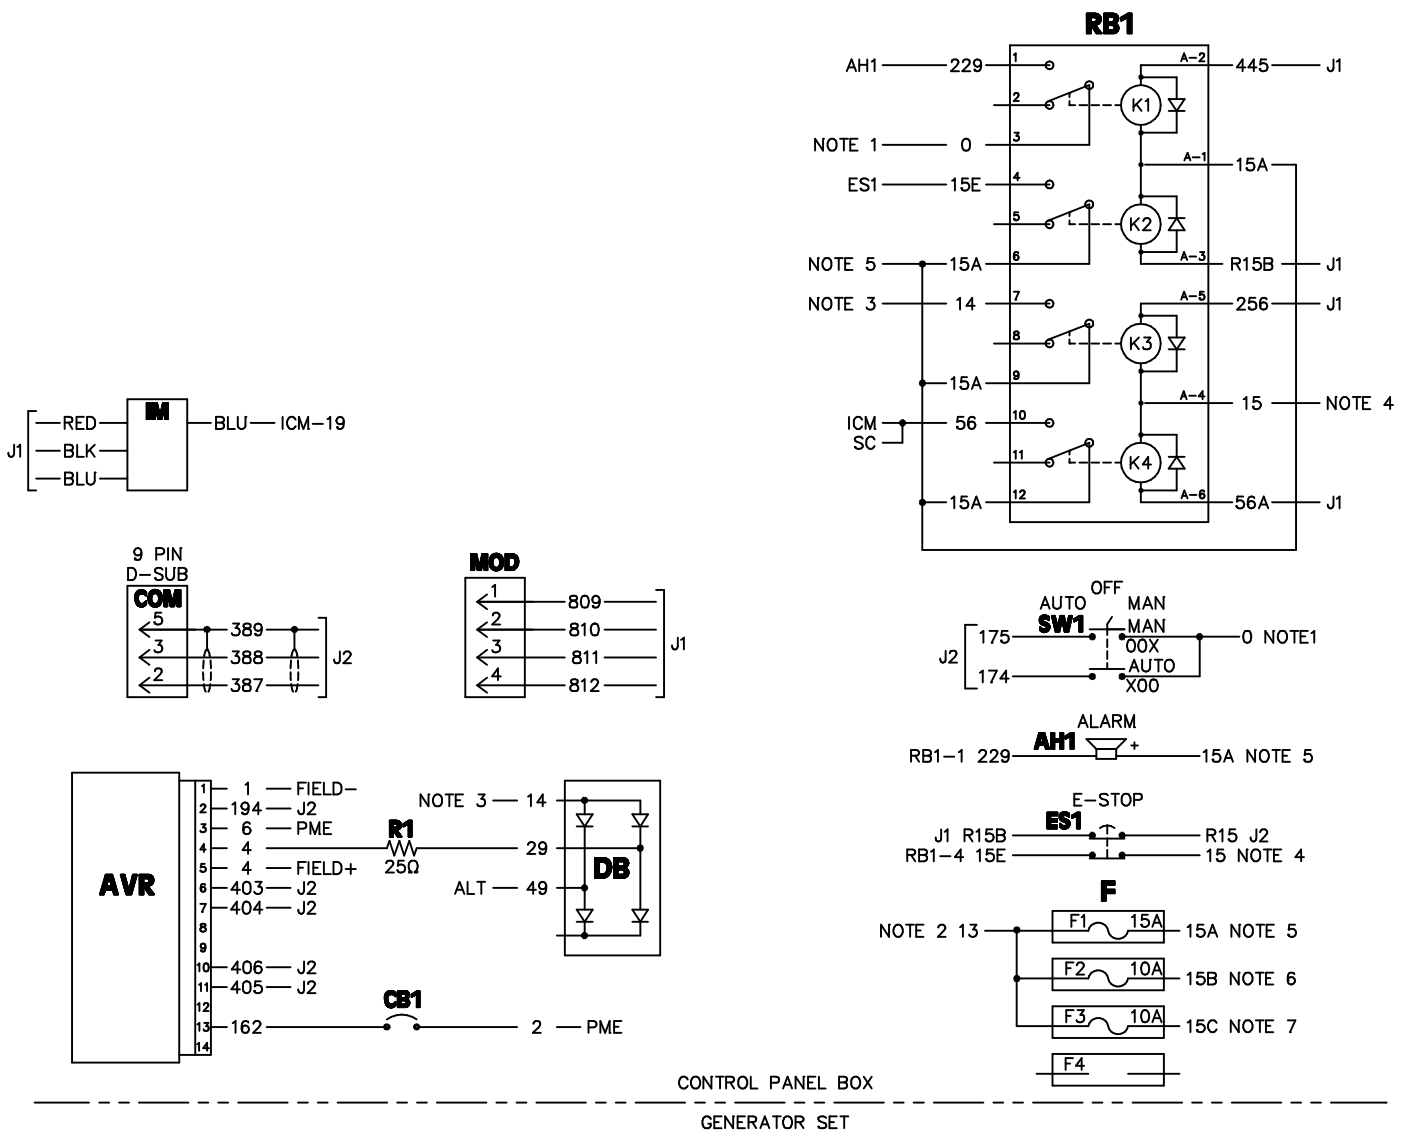 RB1
AH1 229 1 A-2 445 J1
2 K1
NOTE 1 0 3
A-1 15A
ES1 15E 4
5 K2
NOTE 5 15A 6 A-3 R15B J1
NOTE 3 14 7 A-5 256 J1
8 K3
15A 9
A-4 15 NOTE 4
ICM 56 10
SC
11 K4
15A 12 A-6 56A J1
IM
J1
RED BLU ICM-19
BLK
BLU
9 PIN
D-SUB
COM
5 389
3 388 J2
2 387
MOD
1 809
2 810
3 811 J1
4 812
OFF
AUTO MAN
SW1 MAN
J2 175 00X 0 NOTE1
AUTO
174 X00
ALARM
AH1
RB1-1 229 + 15A NOTE 5
E-STOP
ES1
J1 R15B R15 J2
RB1-4 15E 15 NOTE 4
AVR
1 1 FIELD-
2 194 J2
3 6 PME
4 4 R1 25Ω 29
5 4 FIELD+
6 403 J2
7 404 J2
8
9
10 406 J2
11 405 J2
12
13 162 CB1 2 PME
14
NOTE 3 14
DB
ALT 49
F
NOTE 2 13 F1 15A 15A NOTE 5
F2 10A 15B NOTE 6
F3 10A 15C NOTE 7
F4
CONTROL PANEL BOX
GENERATOR SET